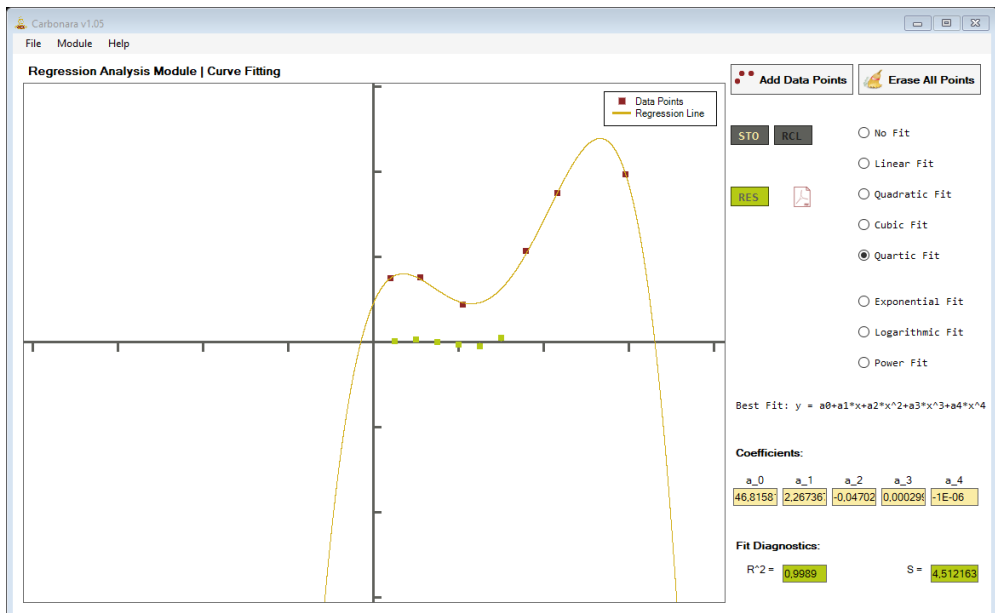 Carbonara v1.05
File Module Help
Regression Analysis Module | Curve Fitting
Data Points
Regression Line
Add Data Points
Erase All Points
STO RCL
RES
No Fit
Linear Fit
Quadratic Fit
Cubic Fit
Quartic Fit
Exponential Fit
Logarithmic Fit
Power Fit
Best Fit: y = a0+a1*x+a2*x^2+a3*x^3+a4*x^4
Coefficients:
a_0 a_1 a_2 a_3 a_4
46,8158 2,26736 -0,04702 0,000299 -1E-06
Fit Diagnostics:
R^2 = 0,9989 S = 4,512163